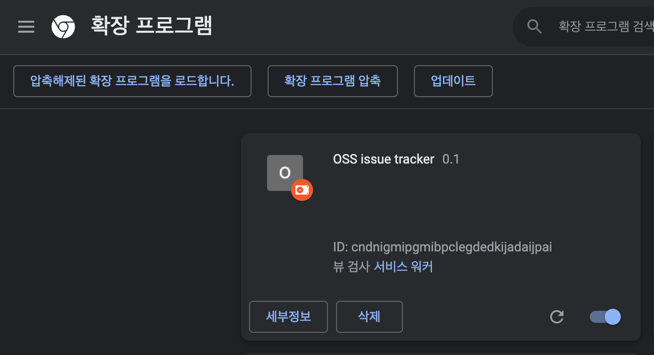 확장 프로그램
확장 프로그램 검색
압축해제된 확장 프로그램을 로드합니다.
확장 프로그램 압축
업데이트
O
OSS issue tracker 0.1
ID: cndnigmipgmibpclegdedkijadaijpai
뷰 검사 서비스 워커
세부정보
삭제